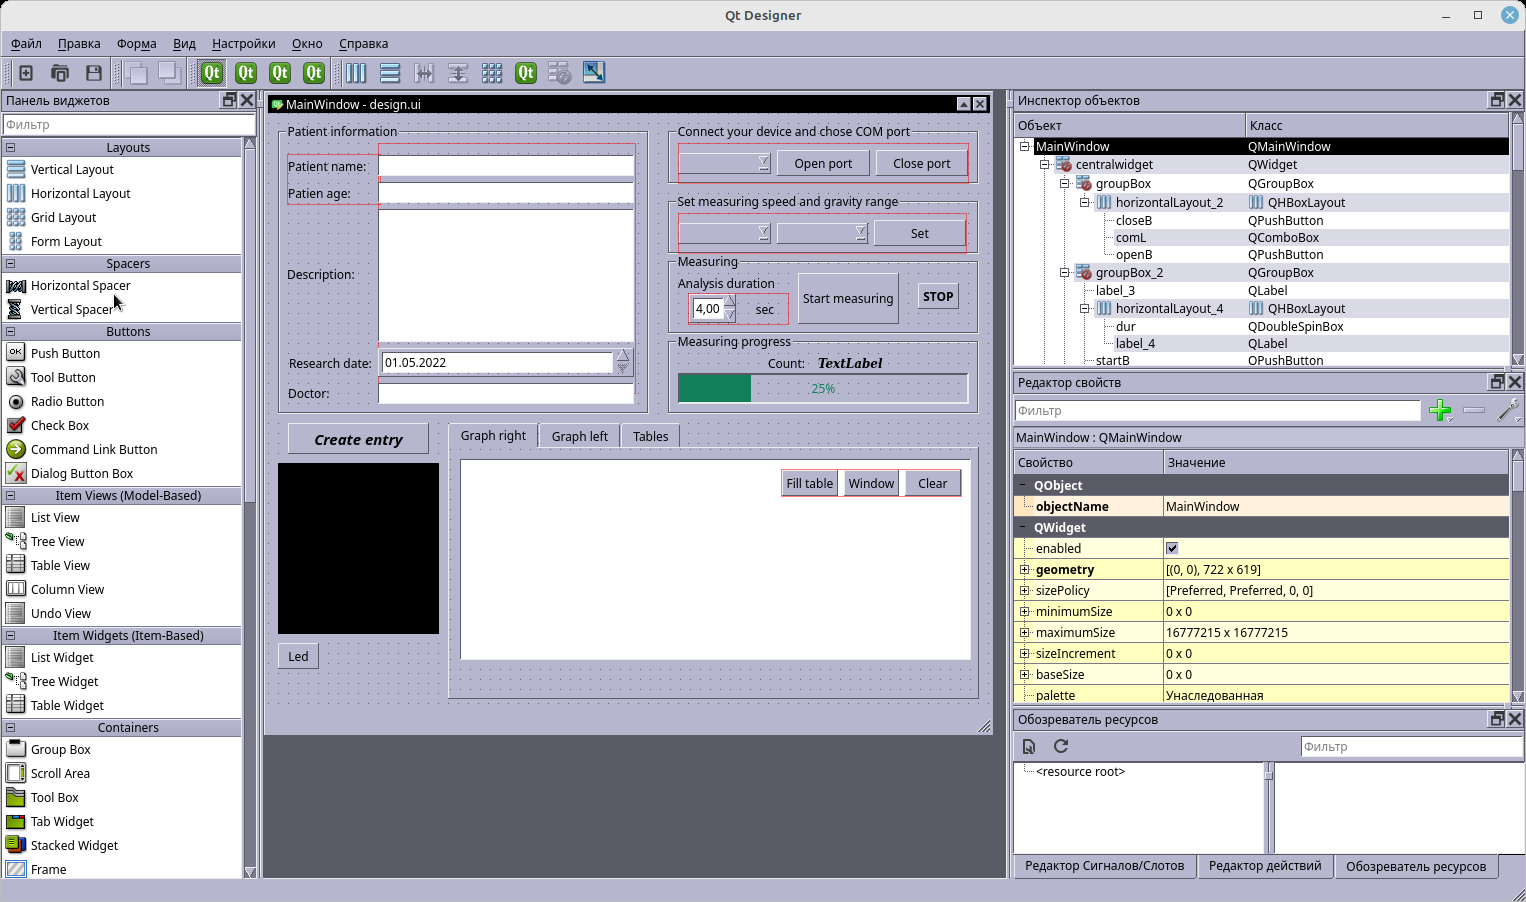 Qt Designer
Файл Правка Форма Вид Настройки Окно Справка
Qt Qt Qt Qt Qt
Панель виджетов
Фильтр
Layouts
Vertical Layout
Horizontal Layout
Grid Layout
Form Layout
Spacers
Horizontal Spacer
Vertical Spacer
Buttons
OK Push Button
Tool Button
Radio Button
Check Box
Command Link Button
Dialog Button Box
Item Views (Model-Based)
List View
Tree View
Table View
Column View
Undo View
Item Widgets (Item-Based)
List Widget
Tree Widget
Table Widget
Containers
Group Box
Scroll Area
Tool Box
Tab Widget
Stacked Widget
Frame
MainWindow - design.ui
Patient information
Patient name:
Patien age:
Description:
Research date: 01.05.2022
Doctor:
Connect your device and chose COM port
Open port Close port
Set measuring speed and gravity range
Set
Measuring
Analysis duration
4,00 sec
Start measuring
STOP
Measuring progress
Count: TextLabel
25%
Create entry
Led
Graph right Graph left Tables
Fill table Window Clear
Инспектор объектов
Объект Класс
MainWindow QMainWindow
centralwidget QWidget
groupBox QGroupBox
horizontalLayout_2 QHBoxLayout
closeB QPushButton
comL QComboBox
openB QPushButton
groupBox_2 QGroupBox
label_3 QLabel
horizontalLayout_4 QHBoxLayout
dur QDoubleSpinBox
label_4 QLabel
startB QPushButton
Редактор свойств
Фильтр
MainWindow : QMainWindow
Свойство Значение
QObject
objectName MainWindow
QWidget
enabled
geometry [(0, 0), 722 x 619]
sizePolicy [Preferred, Preferred, 0, 0]
minimumSize 0 x 0
maximumSize 16777215 x 16777215
sizeIncrement 0 x 0
baseSize 0 x 0
palette Унаследованная
Обозреватель ресурсов
Фильтр
<resource root>
Редактор Сигналов/Слотов Редактор действий Обозреватель ресурсов